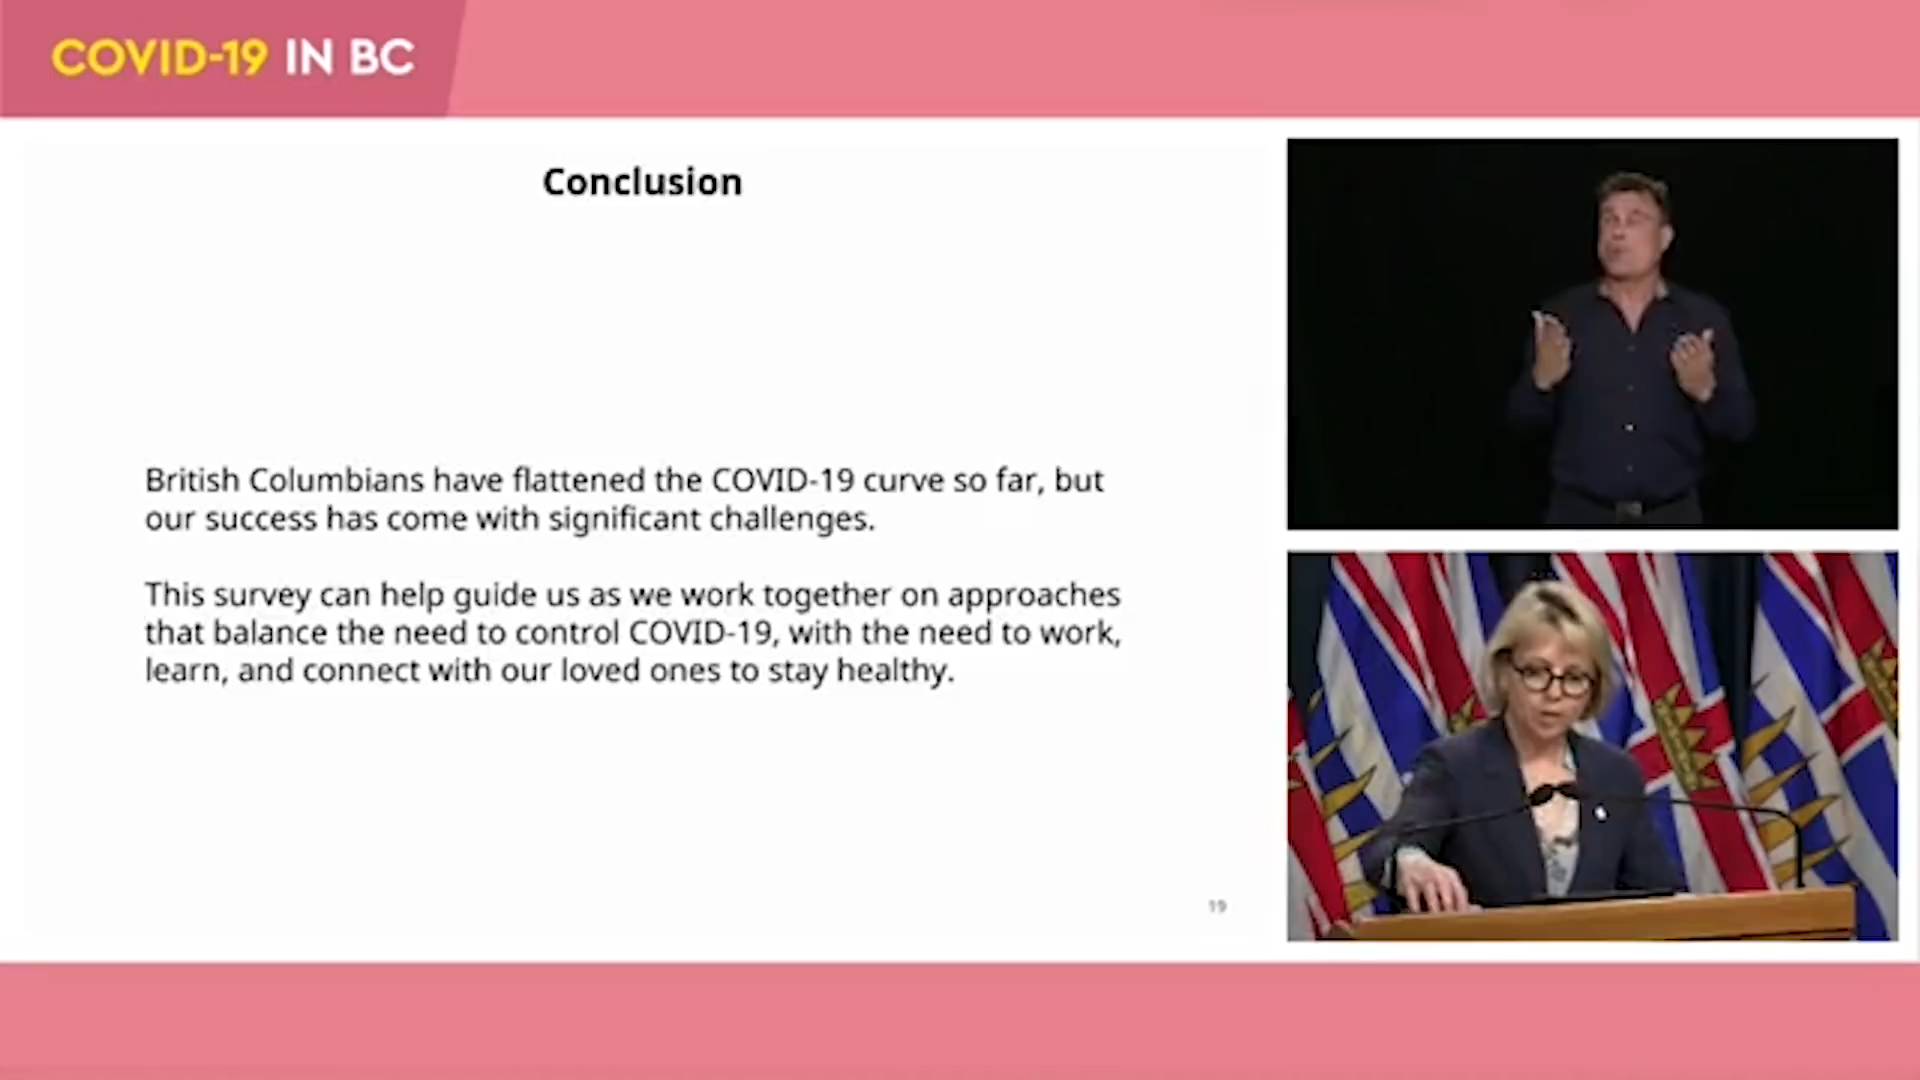 COVID-19 IN BC
Conclusion
British Columbians have flattened the COVID-19 curve so far, but
our success has come with significant challenges.
This survey can help guide us as we work together on approaches
that balance the need to control COVID-19, with the need to work,
learn, and connect with our loved ones to stay healthy.
19